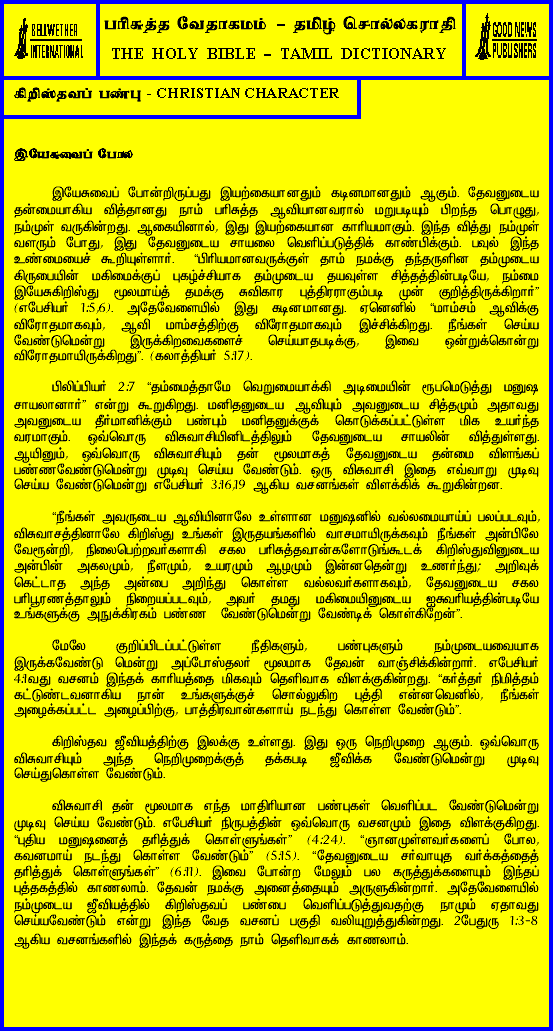 BELLWETHER
INTERNATIONAL
பரிசுத்த வேதாகமம் – தமிழ் சொல்லகராதி
THE HOLY BIBLE – TAMIL DICTIONARY
GOOD NEWS
PUBLISHERS
கிறிஸ்தவப் பண்பு - CHRISTIAN CHARACTER
இயேசுவைப் போல
இயேசுவைப் போன்றிருப்பது இயற்கையானதும் கடினமானதும் ஆகும். தேவனுடைய
தன்மையாகிய வித்தானது நாம் பரிசுத்த ஆவியானவரால் மறுபடியும் பிறந்த பொழுது,
நம்முள் வருகின்றது. ஆகையினால், இது இயற்கையான காரியமாகும். இந்த வித்து நம்முள்
வளரும் போது, இது தேவனுடைய சாயலை வெளிப்படுத்திக் காண்பிக்கும். பவுல் இந்த
உண்மையைச் கூறியுள்ளார். “பிரியமானவருக்குள் தாம் நமக்கு தந்தருளின தம்முடைய
கிருபையின் மகிமைக்குப் புகழ்ச்சியாக தம்முடைய தயவுள்ள சித்தத்தின்படியே, நம்மை
இயேசுகிறிஸ்து மூலமாய்த் தமக்கு சுவிகார புத்திரராகும்படி முன் குறித்திருக்கிறார்”
(எபேசியர் 1:5,6). அதேவேளையில் இது கடினமானது. ஏனெனில் “மாம்சம் ஆவிக்கு
விரோதமாகவும், ஆவி மாம்சத்திற்கு விரோதமாகவும் இச்சிக்கிறது. நீங்கள் செய்ய
வேண்டுமென்று இருக்கிறவைகளைச் செய்யாதபடிக்கு, இவை ஒன்றுக்கொன்று
விரோதமாயிருக்கிறது”. (கலாத்தியர் 5:17).
பிலிப்பியர் 2:7 “தம்மைத்தாமே வெறுமையாக்கி அடிமையின் ரூபமெடுத்து மனுஷ
சாயலானார்” என்று கூறுகிறது. மனிதனுடைய ஆவியும் அவனுடைய சித்தமும் அதாவது
அவனுடைய தீர்மானிக்கும் பண்பும் மனிதனுக்குக் கொடுக்கப்பட்டுள்ள மிக உயர்ந்த
வரமாகும். ஒவ்வொரு விசுவாசியினிடத்திலும் தேவனுடைய சாயலின் வித்துள்ளது.
ஆயினும், ஒவ்வொரு விசுவாசியும் தன் மூலமாகத் தேவனுடைய தன்மை விளங்கப்
பண்ணவேண்டுமென்று முடிவு செய்ய வேண்டும். ஒரு விசுவாசி இதை எவ்வாறு முடிவு
செய்ய வேண்டுமென்று எபேசியர் 3:16,19 ஆகிய வசனங்கள் விளக்கிக் கூறுகின்றன.
“நீங்கள் அவருடைய ஆவியினாலே உள்ளான மனுஷனில் வல்லமையாய்ப் பலப்படவும்,
விசுவாசத்தினாலே கிறிஸ்து உங்கள் இருதயங்களில் வாசமாயிருக்கவும் நீங்கள் அன்பிலே
வேரூன்றி, நிலைபெற்றவர்களாகி சகல பரிசுத்தவான்களோடுங்கூடக் கிறிஸ்துவினுடைய
அன்பின் அகலமும், நீளமும், உயரமும் ஆழமும் இன்னதென்று உணர்ந்து; அறிவுக்
கெட்டாத அந்த அன்பை அறிந்து கொள்ள வல்லவர்களாகவும், தேவனுடைய சகல
பரிபூரணத்தாலும் நிறையப்படவும், அவர் தமது மகிமையினுடைய ஐசுவரியத்தின்படியே
உங்களுக்கு அநுக்கிரகம் பண்ண வேண்டுமென்று வேண்டிக் கொள்கிறேன்”.
மேலே குறிப்பிடப்பட்டுள்ள நீதிகளும், பண்புகளும் நம்முடையவையாக
இருக்கவேண்டு மென்று அப்போஸ்தலர் மூலமாக தேவன் வாஞ்சிக்கின்றார். எபேசியர்
4:1வது வசனம் இந்தக் காரியத்தை மிகவும் தெளிவாக விளக்குகின்றது. “கர்த்தர் நிமித்தம்
கட்டுண்டவனாகிய நான் உங்களுக்குச் சொல்லுகிற புத்தி என்னவெனில், நீங்கள்
அழைக்கப்பட்ட அழைப்பிற்கு, பாத்திரவான்களாய் நடந்து கொள்ள வேண்டும்”.
கிறிஸ்தவ ஜீவியத்திற்கு இலக்கு உள்ளது. இது ஒரு நெறிமுறை ஆகும். ஒவ்வொரு
விசுவாசியும் அந்த நெறிமுறைக்குத் தக்கபடி ஜீவிக்க வேண்டுமென்று முடிவு
செய்துகொள்ள வேண்டும்.
விசுவாசி தன் மூலமாக எந்த மாதிரியான பண்புகள் வெளிப்பட வேண்டுமென்று
முடிவு செய்ய வேண்டும். எபேசியர் நிருபத்தின் ஒவ்வொரு வசனமும் இதை விளக்குகிறது.
“புதிய மனுஷனைத் தரித்துக் கொள்ளுங்கள்” (4:24). “ஞானமுள்ளவர்களைப் போல,
கவனமாய் நடந்து கொள்ள வேண்டும்” (5:15). “தேவனுடைய சர்வாயுத வர்க்கத்தைத்
தரித்துக் கொள்ளுங்கள்” (6:11). இவை போன்ற மேலும் பல கருத்துக்களையும் இந்தப்
புத்தகத்தில் காணலாம். தேவன் நமக்கு அனைத்தையும் அருளுகின்றார். அதேவேளையில்
நம்முடைய ஜீவியத்தில் கிறிஸ்தவப் பண்பை வெளிப்படுத்துவதற்கு நாமும் ஏதாவது
செய்யவேண்டும் என்று இந்த வேத வசனப் பகுதி வலியுறுத்துகின்றது. 2பேதுரு 1:3-8
ஆகிய வசனங்களில் இந்தக் கருத்தை நாம் தெளிவாகக் காணலாம்.